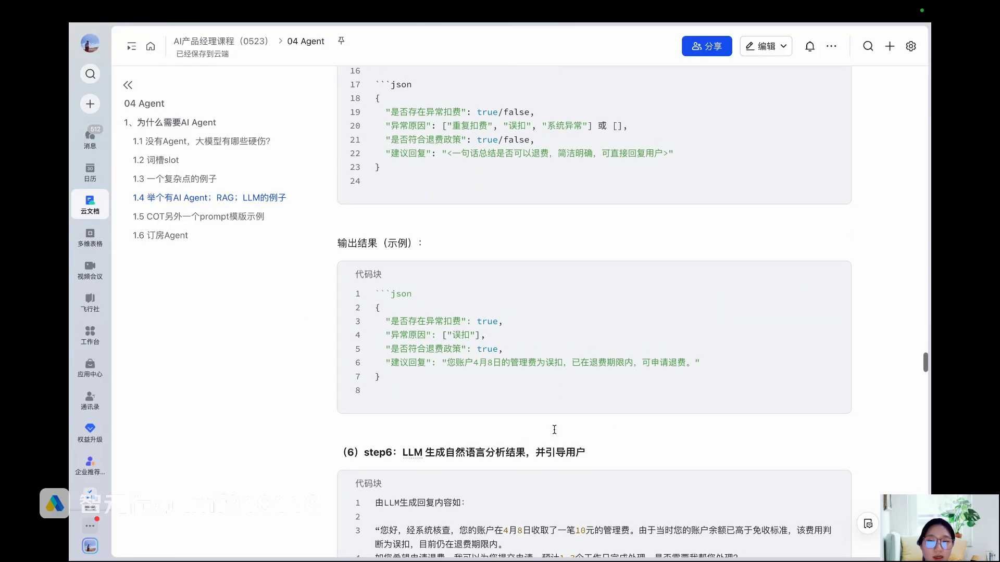 AI产品经理课程（0523） > 04 Agent
已经保存到云端
分享
编辑
512
消息
30
日历
云文档
多维表格
视频会议
飞行社
工作台
应用中心
通讯录
权益升级
企业推荐...
04 Agent
1、为什么需要AI Agent
1.1 没有Agent，大模型有哪些硬伤？
1.2 词槽slot
1.3 一个复杂点的例子
1.4 举个有AI Agent；RAG；LLM的例子
1.5 COT另外一个prompt模版示例
1.6 订房Agent
16
17 ```json
18 {
19 "是否存在异常扣费": true/false,
20 "异常原因": ["重复扣费", "误扣", "系统异常"] 或 [],
21 "是否符合退费政策": true/false,
22 "建议回复": "<一句话总结是否可以退费，简洁明确，可直接回复用户>"
23 }
24
输出结果（示例）：
代码块
1 ```json
2 {
3 "是否存在异常扣费": true,
4 "异常原因": ["误扣"],
5 "是否符合退费政策": true,
6 "建议回复": "您账户4月8日的管理费为误扣，已在退费期限内，可申请退费。"
7 }
8
（6）step6：LLM 生成自然语言分析结果，并引导用户
代码块
1 由LLM生成回复内容如：
2
3 “您好，经系统核查，您的账户在4月8日收取了一笔10元的管理费。由于当时您的账户余额已高于免收标准，该费用判
断为误扣，目前仍在退费期限内。